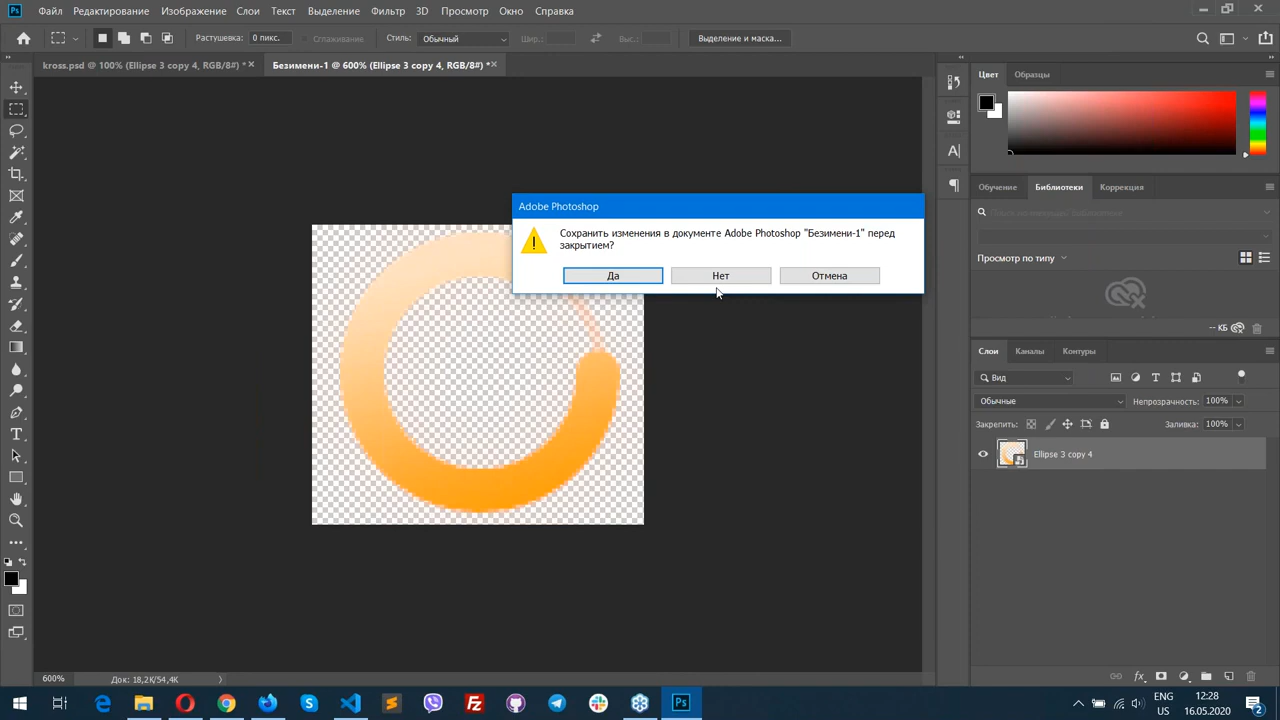 Ps Файл Редактирование Изображение Слои Текст Выделение Фильтр 3D Просмотр Окно Справка
Растушевка: 0 пикс. Сглаживание Стиль: Обычный Шир.: Выс.: Выделение и маска...
kross.psd @ 100% (Ellipse 3 copy 4, RGB/8#) *
Безимени-1 @ 600% (Ellipse 3 copy 4, RGB/8#) *
Цвет Образцы
Adobe Photoshop
Сохранить изменения в документе Adobe Photoshop "Безимени-1" перед
закрытием?
Да Нет Отмена
Обучение Библиотеки Коррекция
Просмотр по типу
-- КБ
Слои Каналы Контуры
Вид
Обычные Непрозрачность: 100%
Закрепить: Заливка: 100%
Ellipse 3 copy 4
600% Док: 18,2K/54,4K
ENG
US
12:28
16.05.2020
2